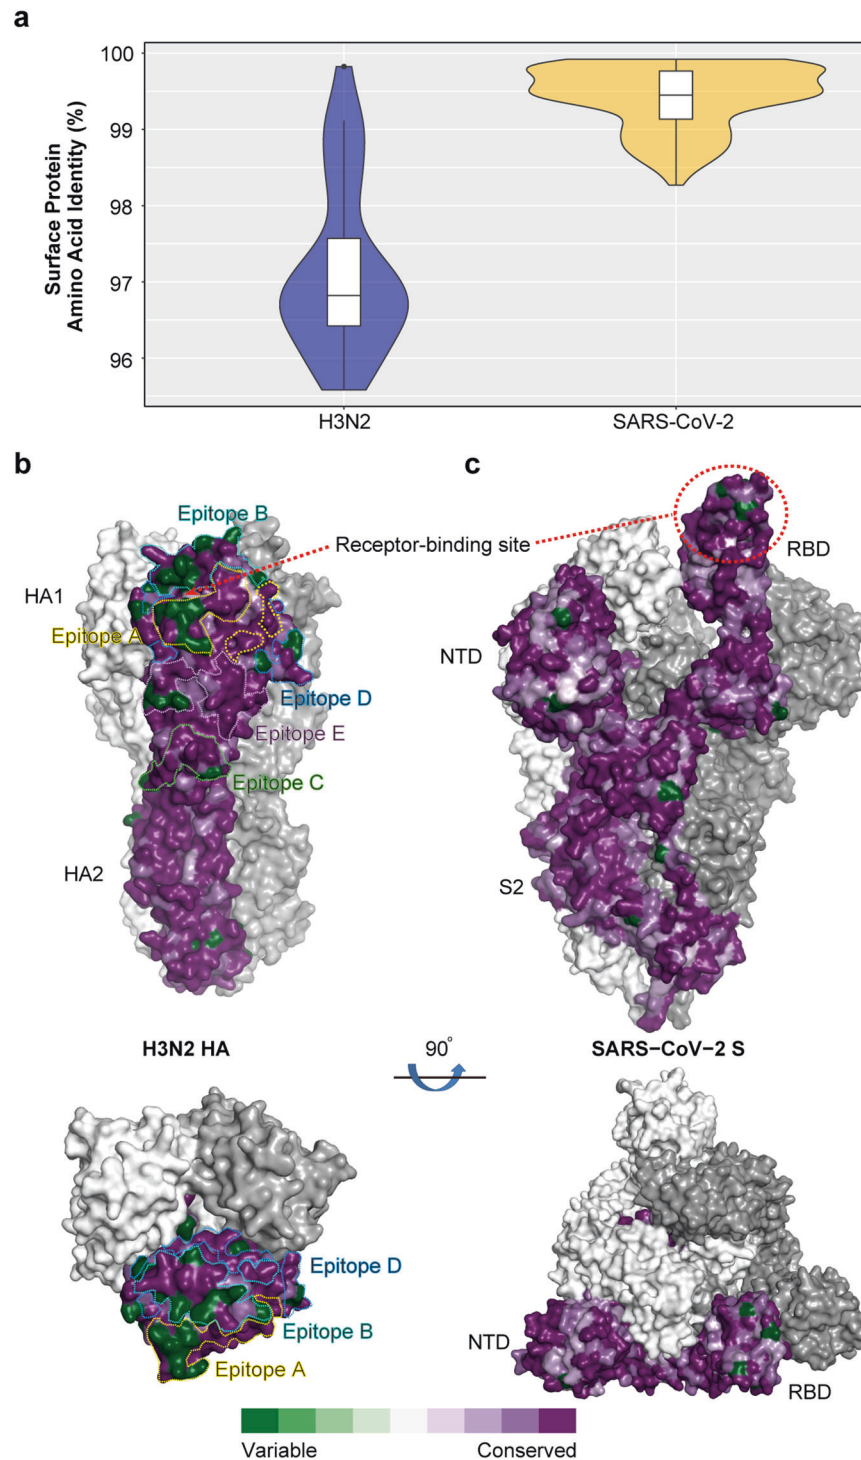 a
Surface Protein
Amino Acid Identity (%)
100
99
98
97
96
H3N2
SARS-CoV-2
b
c
Epitope B
Receptor-binding site
RBD
HA1
Epitope A
NTD
Epitope D
Epitope E
Epitope C
HA2
S2
H3N2 HA
90°
SARS−CoV−2 S
Epitope D
Epitope B
Epitope A
NTD
RBD
Variable
Conserved